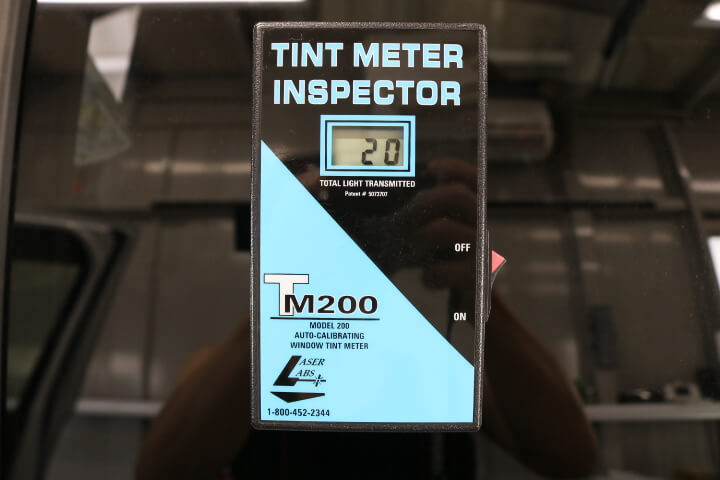 TINT METER
INSPECTOR
20
TOTAL LIGHT TRANSMITTED
Patent # 5073707
OFF
TM200
ON
MODEL 200
AUTO-CALIBRATING
WINDOW TINT METER
LASER
LABS
1-800-452-2344